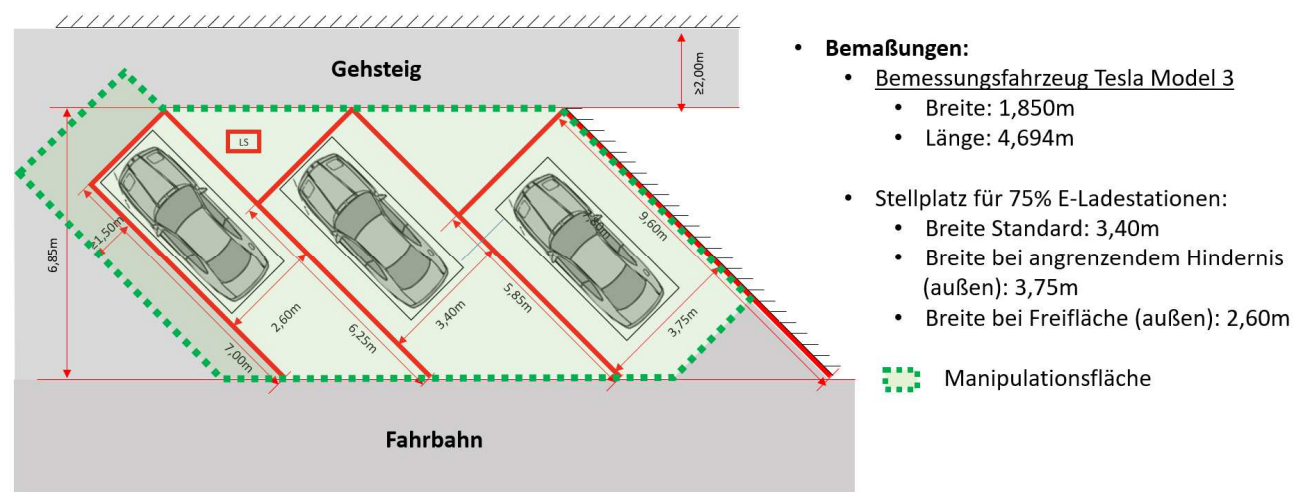 Gehsteig
≥2,00m
LS
6,85m
≥1,50m
2,60m
7,00m
6,25m
3,40m
5,85m
7,80m
9,60m
3,75m
Fahrbahn
• Bemaßungen:
• Bemessungsfahrzeug Tesla Model 3
• Breite: 1,850m
• Länge: 4,694m
• Stellplatz für 75% E-Ladestationen:
• Breite Standard: 3,40m
• Breite bei angrenzendem Hindernis
(außen): 3,75m
• Breite bei Freifläche (außen): 2,60m
Manipulationsfläche